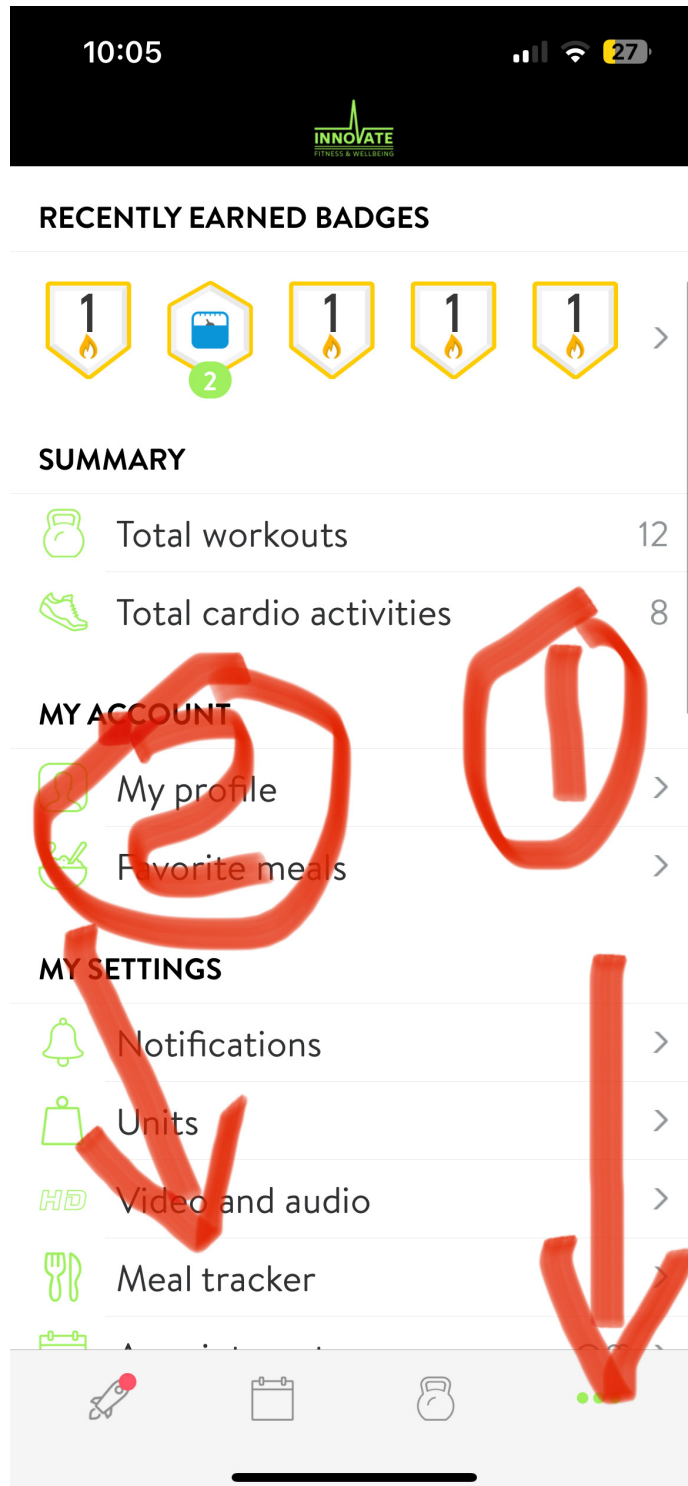 10:05
27
INNOVATE
FITNESS & WELLBEING
RECENTLY EARNED BADGES
1
2
1
1
1
SUMMARY
Total workouts 12
Total cardio activities 8
1
MY ACCOUNT
2
My profile
Favorite meals
MY SETTINGS
Notifications
Units
HD Video and audio
Meal tracker